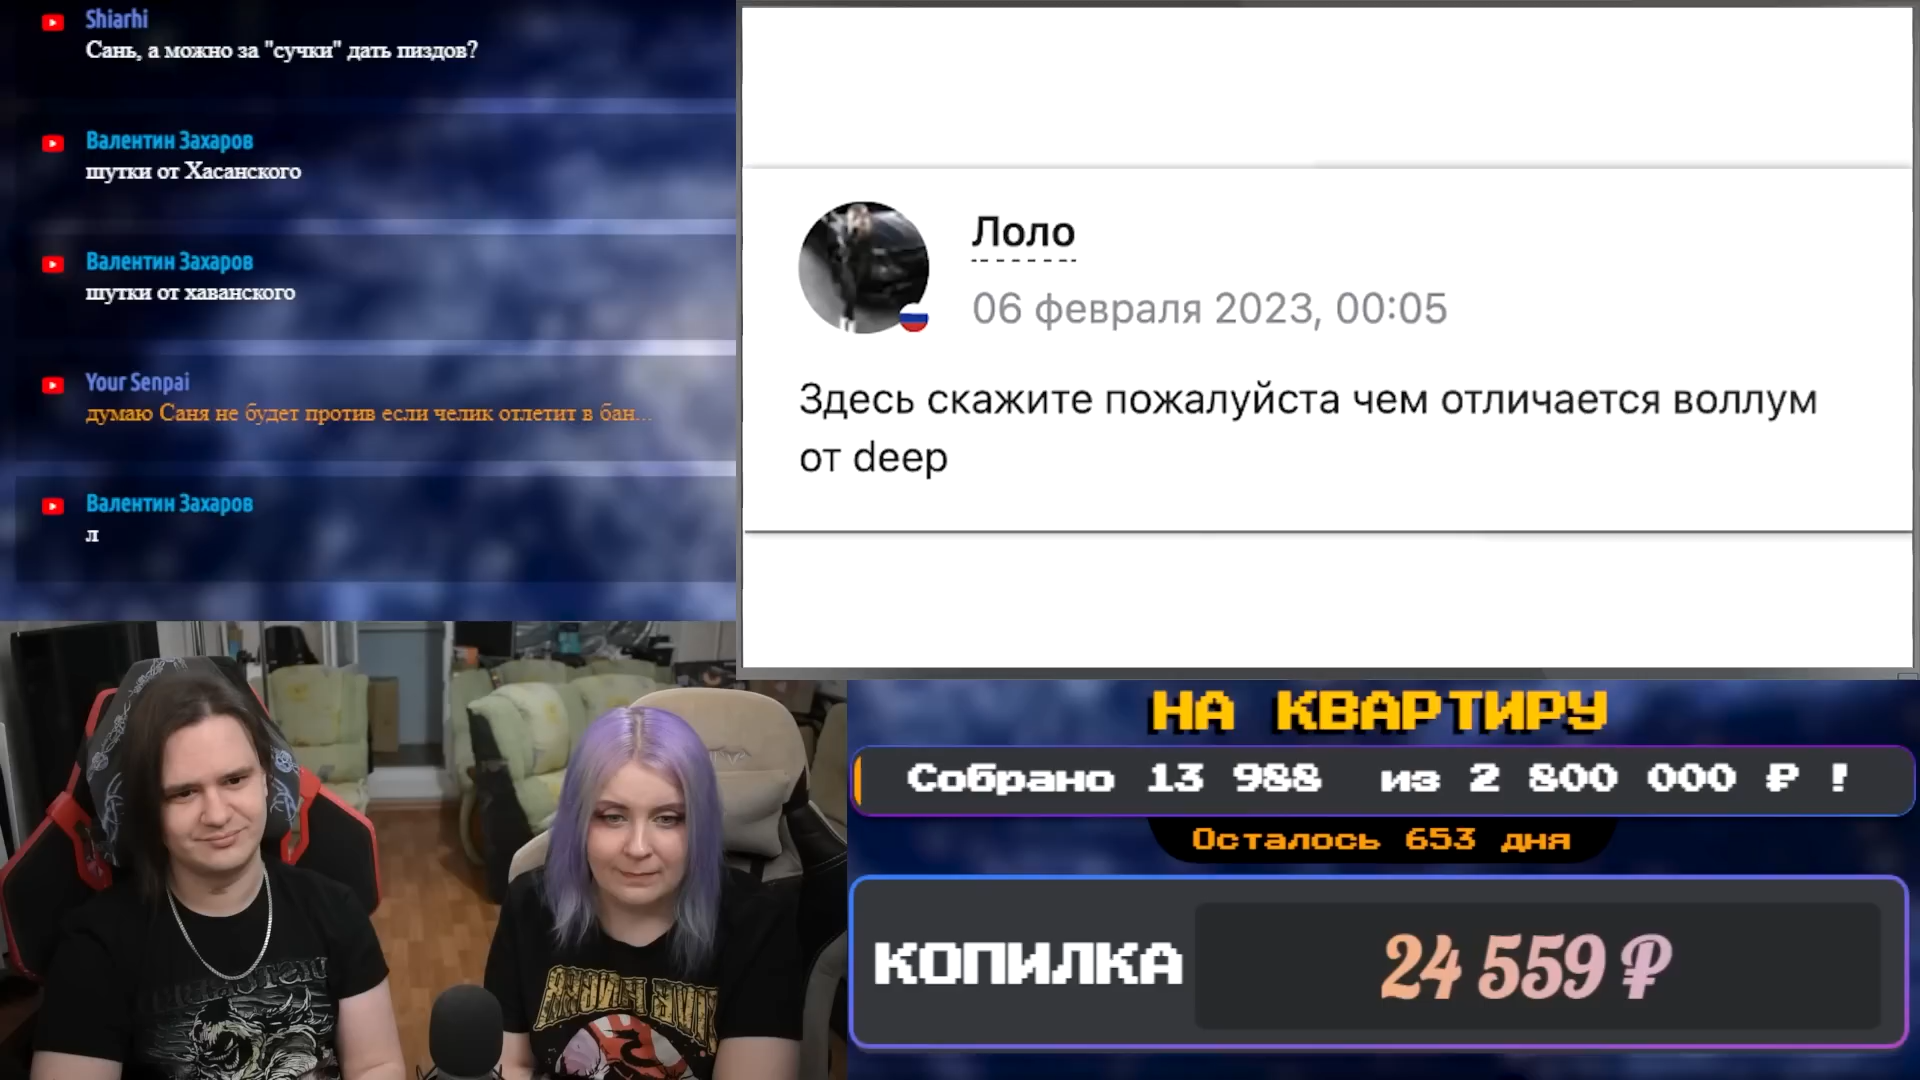 Shiarhi
Сань, а можно за "сучки" дать пиздов?
Валентин Захаров
шутки от Хасанского
Валентин Захаров
шутки от хаванского
Your Senpai
думаю Саня не будет против если челик отлетит в бан...
Валентин Захаров
л
Лоло
06 февраля 2023, 00:05
Здесь скажите пожалуйста чем отличается воллум
от deep
НА КВАРТИРУ
Собрано 13 988 из 2 800 000 ₽ !
Осталось 653 дня
КОПИЛКА
24 559 ₽